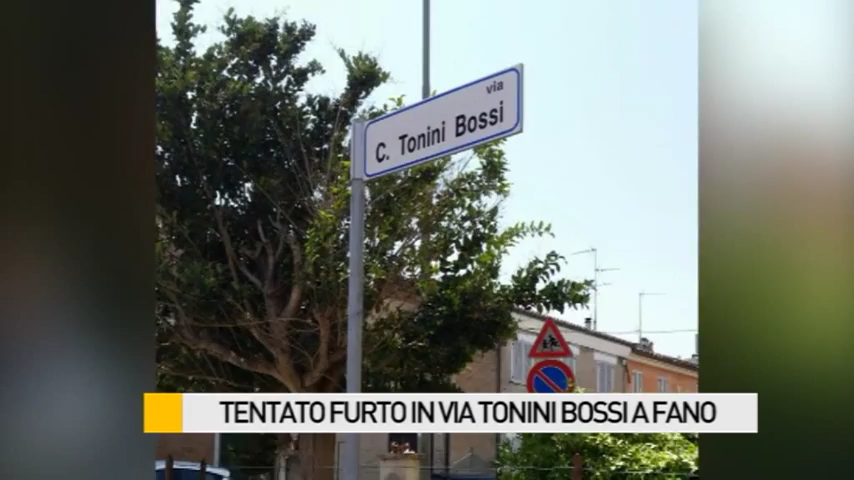 via
C. Tonini Bossi
TENTATO FURTO IN VIA TONINI BOSSI A FANO